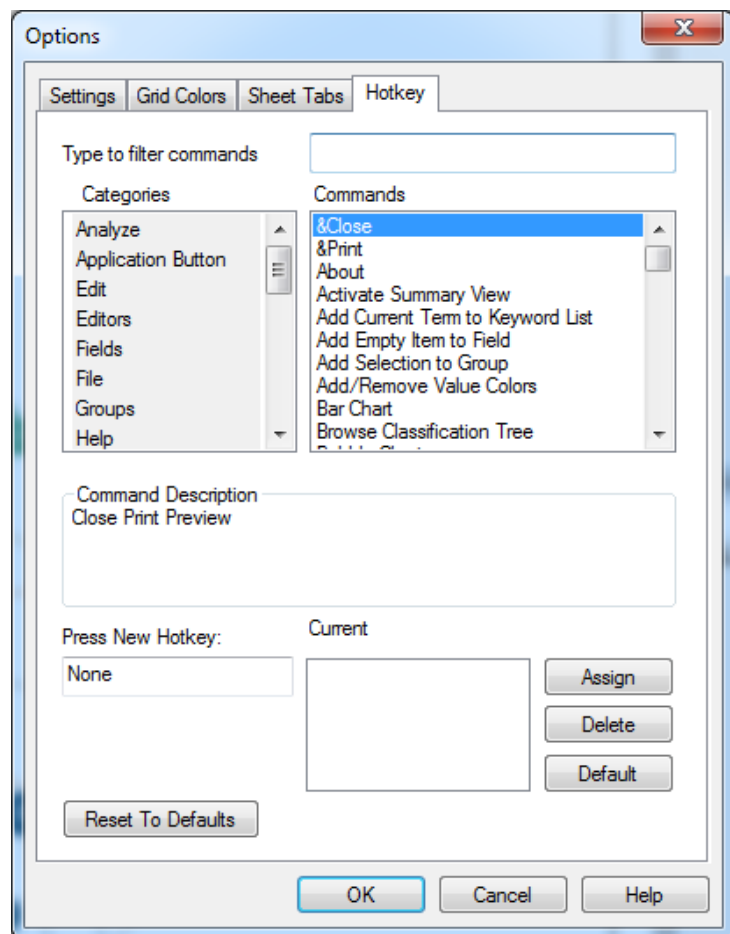 Options
X
Settings
Grid Colors
Sheet Tabs
Hotkey
Type to filter commands
Categories
Analyze
Application Button
Edit
Editors
Fields
File
Groups
Help
Commands
&Close
&Print
About
Activate Summary View
Add Current Term to Keyword List
Add Empty Item to Field
Add Selection to Group
Add/Remove Value Colors
Bar Chart
Browse Classification Tree
Command Description
Close Print Preview
Press New Hotkey:
None
Current
Assign
Delete
Default
Reset To Defaults
OK
Cancel
Help